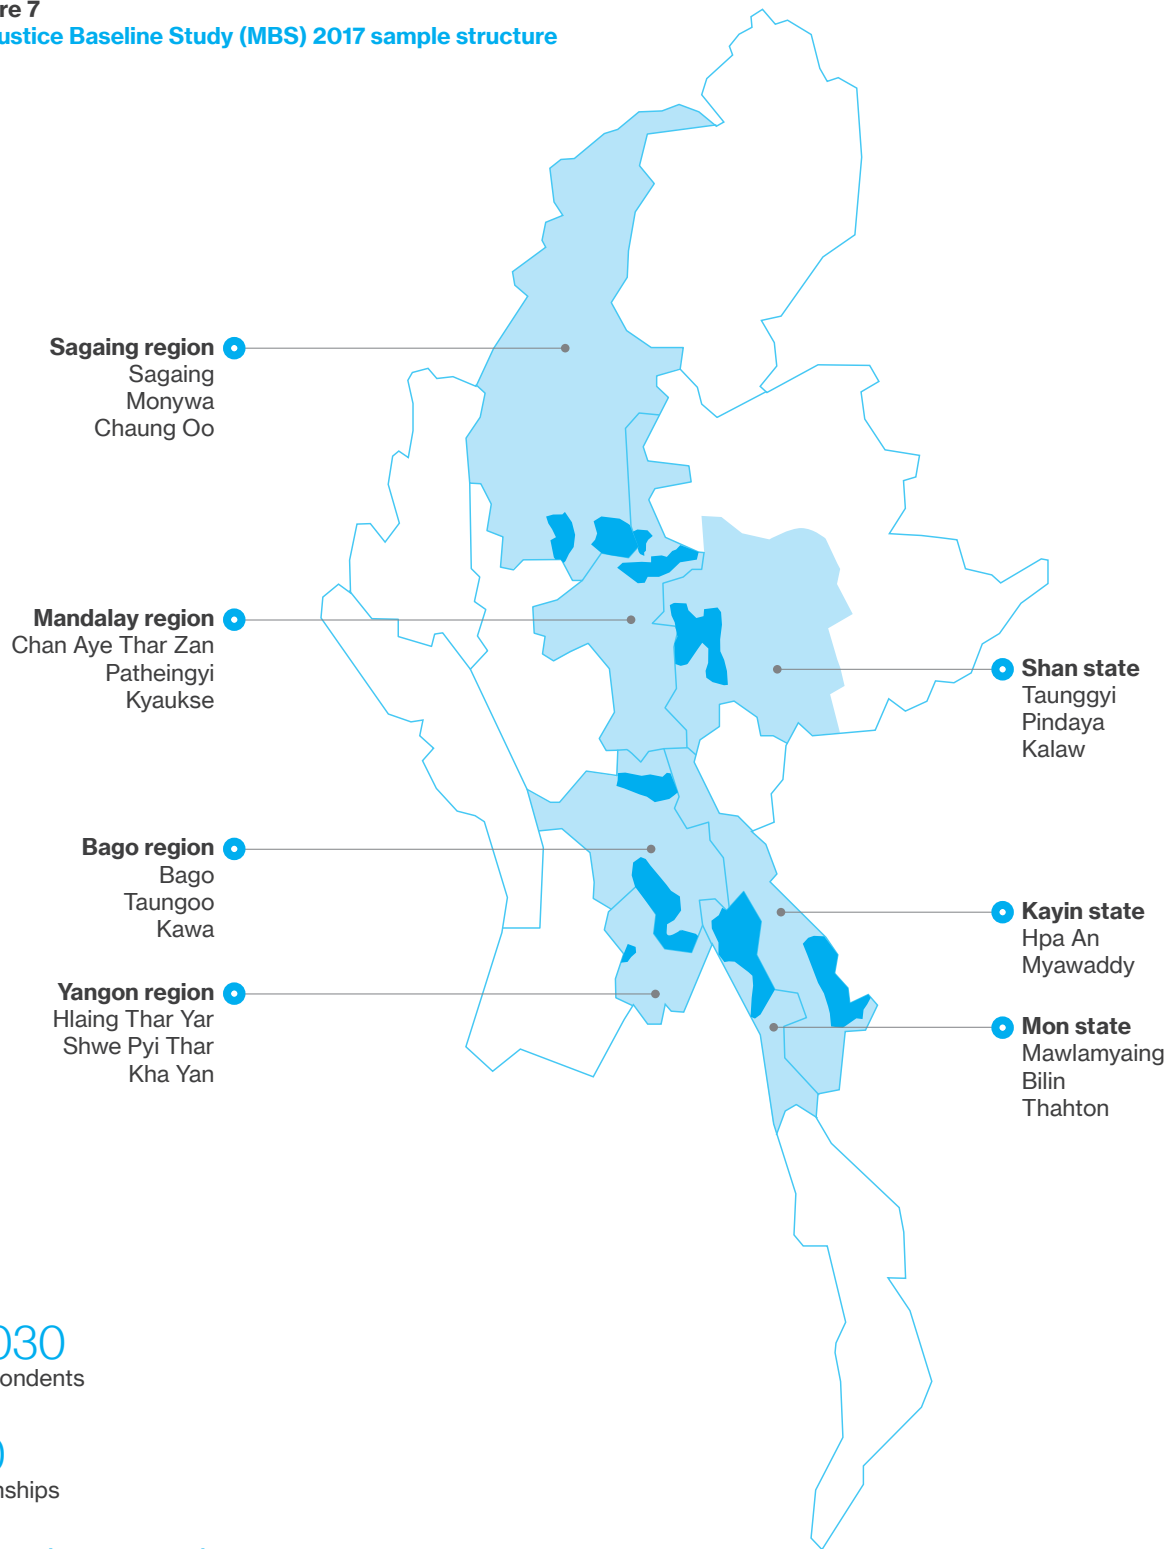 re 7
ustice Baseline Study (MBS) 2017 sample structure
Sagaing region
Sagaing
Monywa
Chaung Oo
Mandalay region
Chan Aye Thar Zan
Patheingyi
Kyaukse
Shan state
Taunggyi
Pindaya
Kalaw
Bago region
Bago
Taungoo
Kawa
Kayin state
Hpa An
Myawaddy
Yangon region
Hlaing Thar Yar
Shwe Pyi Thar
Kha Yan
Mon state
Mawlamyaing
Bilin
Thahton
030
ondents
nships